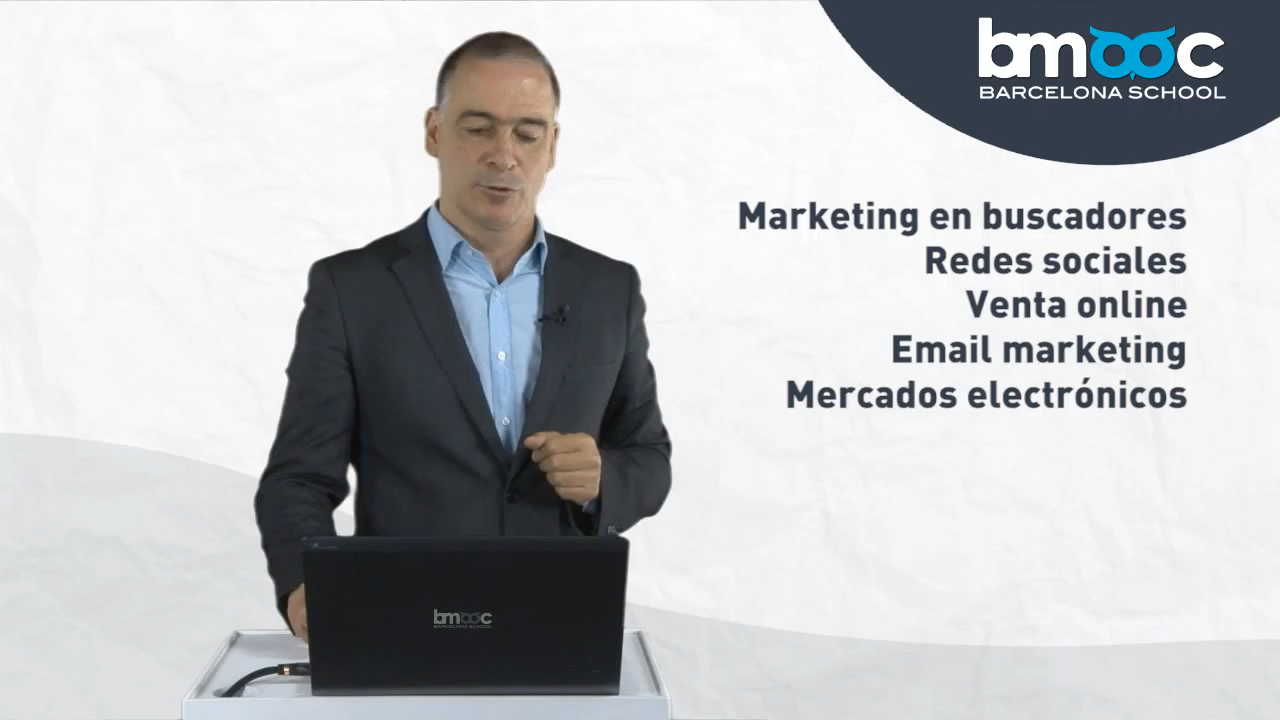 bmooc
BARCELONA SCHOOL
Marketing en buscadores
Redes sociales
Venta online
Email marketing
Mercados electrónicos
bmooc
BARCELONA SCHOOL